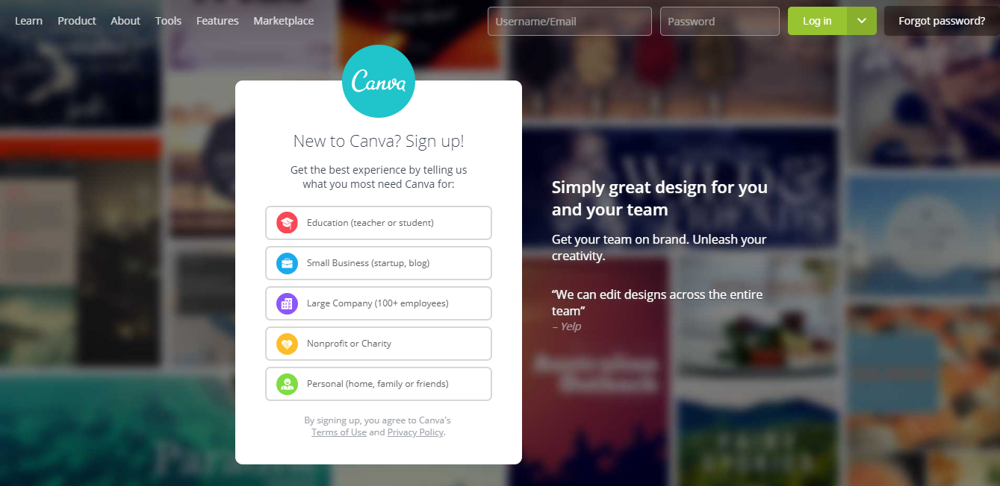 Learn Product About Tools Features Marketplace
Username/Email Password Log in Forgot password?
Canva
New to Canva? Sign up!
Get the best experience by telling us
what you most need Canva for:
Education (teacher or student)
Small Business (startup, blog)
Large Company (100+ employees)
Nonprofit or Charity
Personal (home, family or friends)
By signing up, you agree to Canva's
Terms of Use and Privacy Policy.
Simply great design for you
and your team
Get your team on brand. Unleash your
creativity.
“We can edit designs across the entire
team”
– Yelp
FAIRY
STORIES